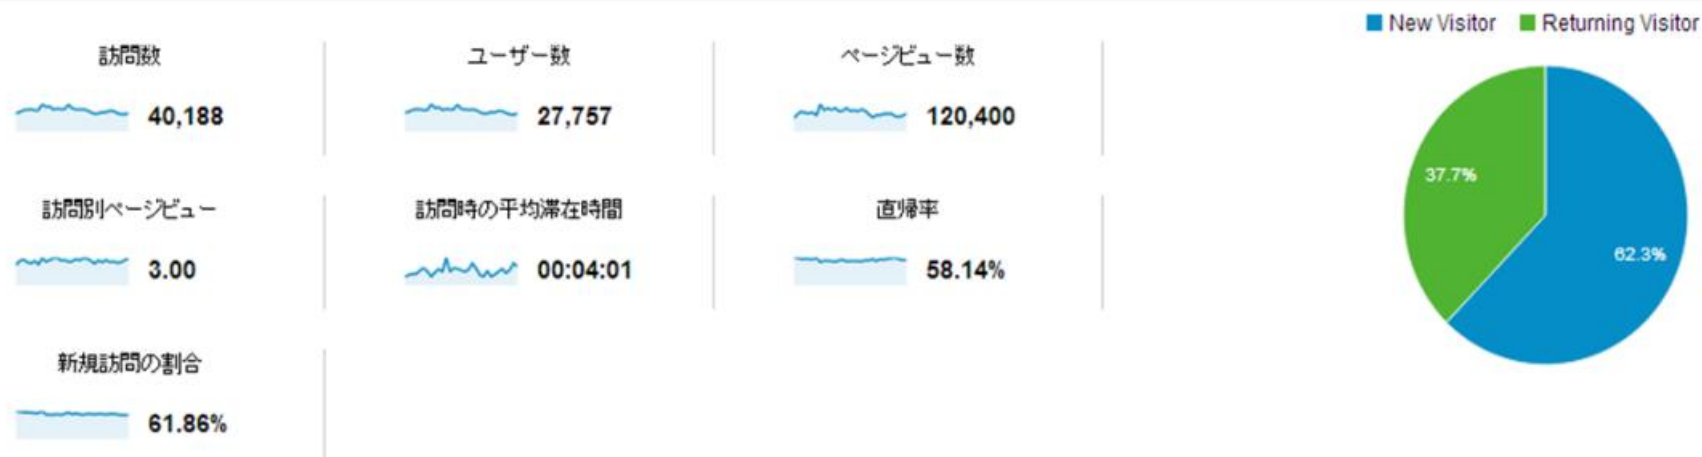 訪問数
40,188
ユーザー数
27,757
ページビュー数
120,400
訪問別ページビュー
3.00
訪問時の平均滞在時間
00:04:01
直帰率
58.14%
新規訪問の割合
61.86%
New Visitor
Returning Visitor
37.7%
62.3%